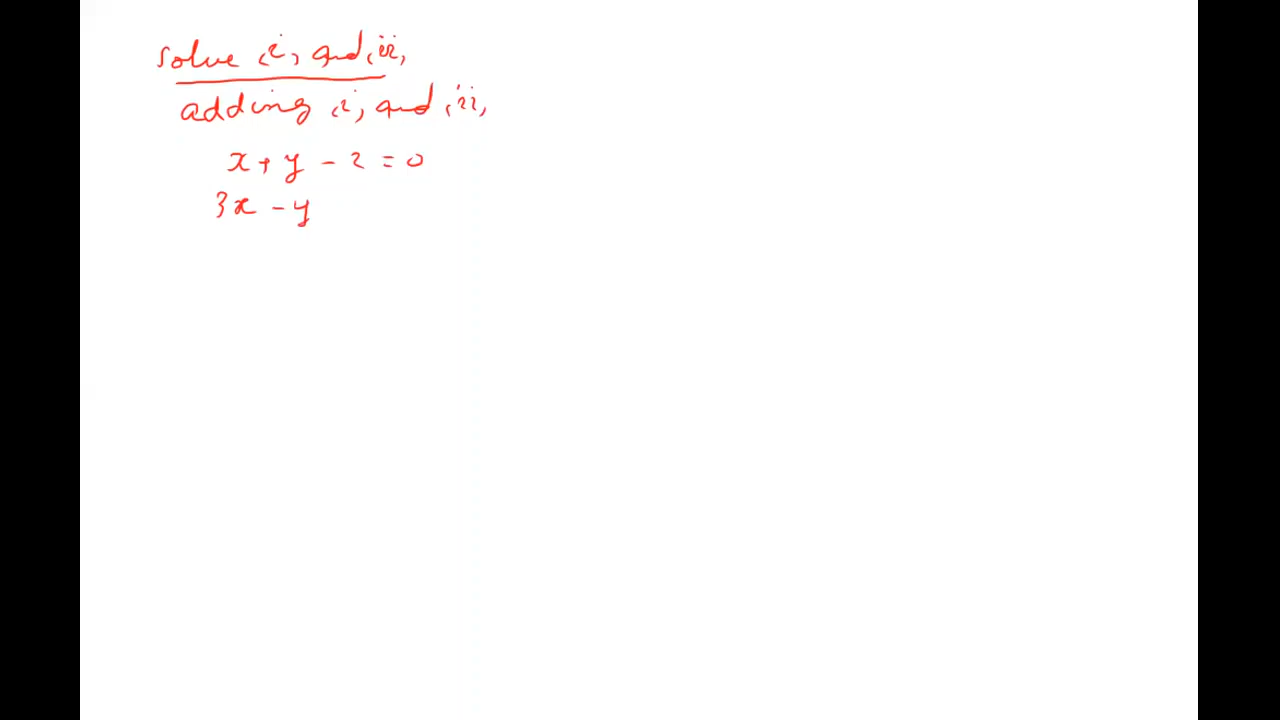 solve (i) and (ii)
adding (i) and (ii)
x + y - 2 = 0
3x - y